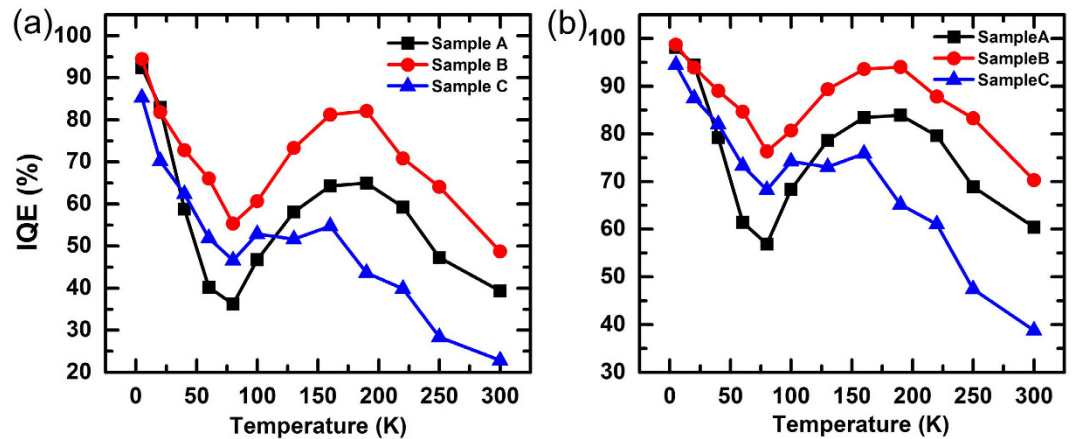 (a)
100
90
80
70
60
50
40
30
20
IQE (%)
0 50 100 150 200 250 300
Temperature (K)
Sample A
Sample B
Sample C
(b)
100
90
80
70
60
50
40
30
0 50 100 150 200 250 300
Temperature (K)
SampleA
SampleB
SampleC